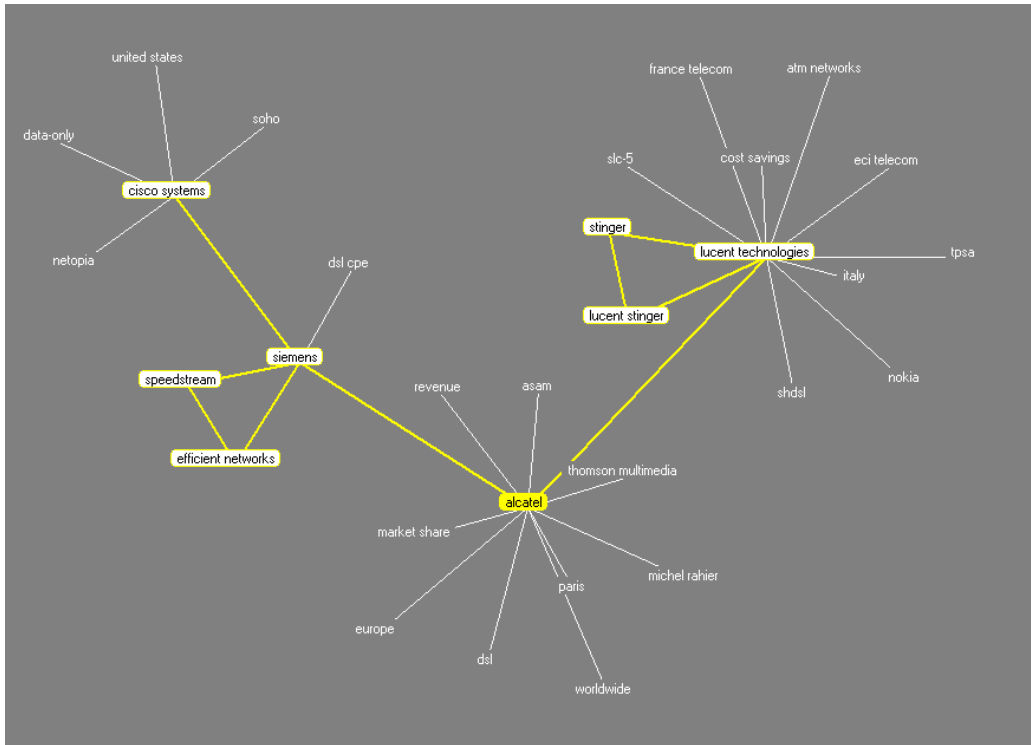 united states
france telecom
atm networks
soho
data-only
slc-5
cost savings
eci telecom
cisco systems
stinger
lucent technologies
tpsa
netopia
dsl cpe
italy
lucent stinger
siemens
speedstream
revenue
asam
shdsl
nokia
efficient networks
thomson multimedia
alcatel
market share
michel rahier
paris
europe
dsl
worldwide